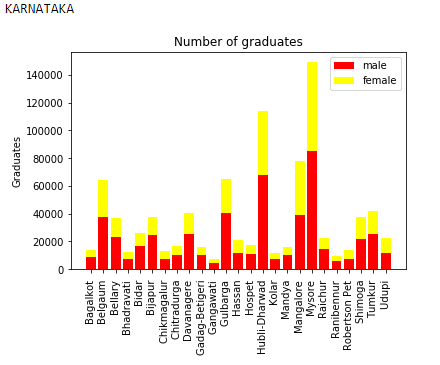 KARNATAKA
Number of graduates
male
female
140000
120000
100000
80000
60000
40000
20000
0
Graduates
Bagalkot
Belgaum
Bellary
Bhadravati
Bidar
Bijapur
Chikmagalur
Chitradurga
Davanagere
Gadag-Betigeri
Gangawati
Gulbarga
Hassan
Hospet
Hubli-Dharwad
Kolar
Mandya
Mangalore
Mysore
Raichur
Ranibennur
Robertson Pet
Shimoga
Tumkur
Udupi